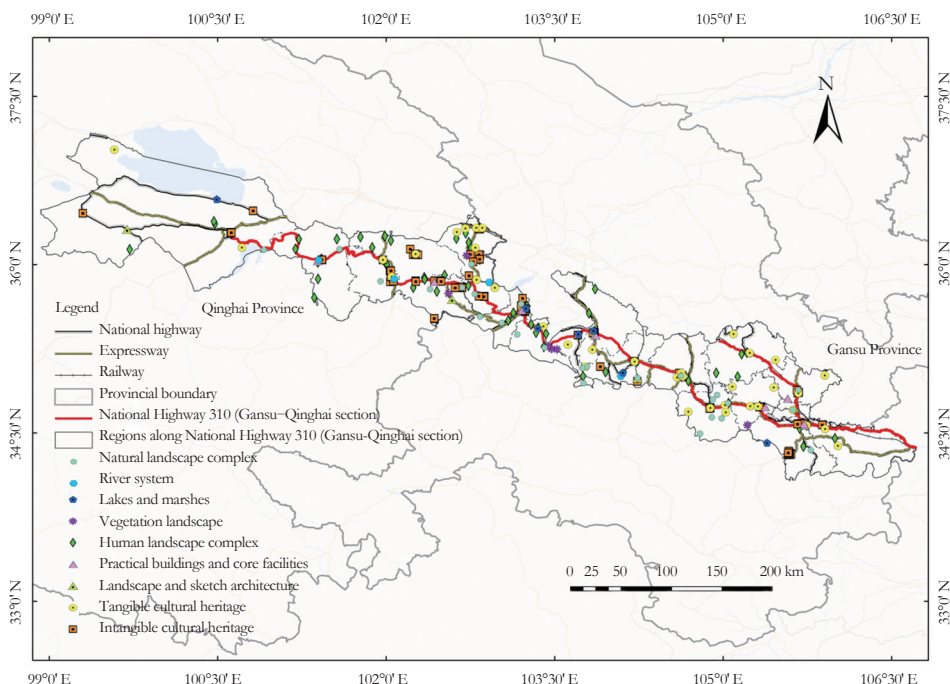 99°0' E 100°30' E 102°0' E 103°30' E 105°0' E 106°30' E
37°30' N
36°0' N
34°30' N
33°0' N
37°30' N
36°0' N
34°30' N
33°0' N
N
Qinghai Province
Gansu Province
Legend
National highway
Expressway
Railway
Provincial boundary
National Highway 310 (Gansu−Qinghai section)
Regions along National Highway 310 (Gansu-Qinghai section)
Natural landscape complex
River system
Lakes and marshes
Vegetation landscape
Human landscape complex
Practical buildings and core facilities
Landscape and sketch architecture
Tangible cultural heritage
Intangible cultural heritage
0 25 50 100 150 200 km
99°0' E 100°30' E 102°0' E 103°30' E 105°0' E 106°30' E